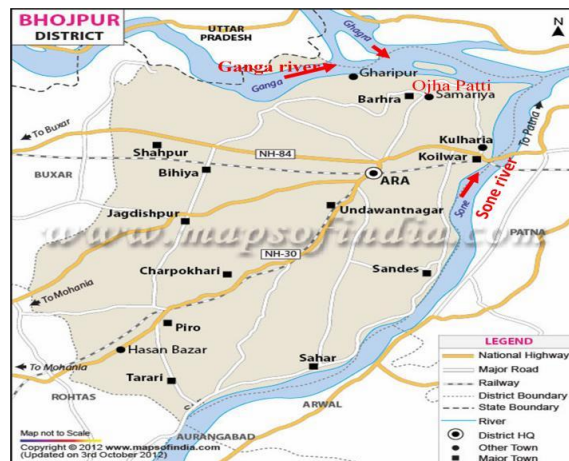 BHOJPUR
DISTRICT
UTTAR
PRADESH
Ghagra
N
Ganga river
Ganga
Gharipur
Ojha Patti
Barhra
Samariya
To Buxar
To Patna
Kulharia
Shahpur
NH-84
Koilwar
BUXAR
Bihiya
ARA
Sone
Sone river
Undawantnagar
Jagdishpur
PATNA
www.mapsofindia.com
NH-30
Charpokhari
Sandes
To Mohania
Piro
Hasan Bazar
To Mohania
Sahar
Tarari
ROHTAS
ARWAL
AURANGABAD
LEGEND
National Highway
Major Road
Railway
District Boundary
State Boundary
River
District HQ
Other Town
Major Town
Map not to Scale
Copyright © 2012 www.mapsofindia.com
(Updated on 3rd October 2012)